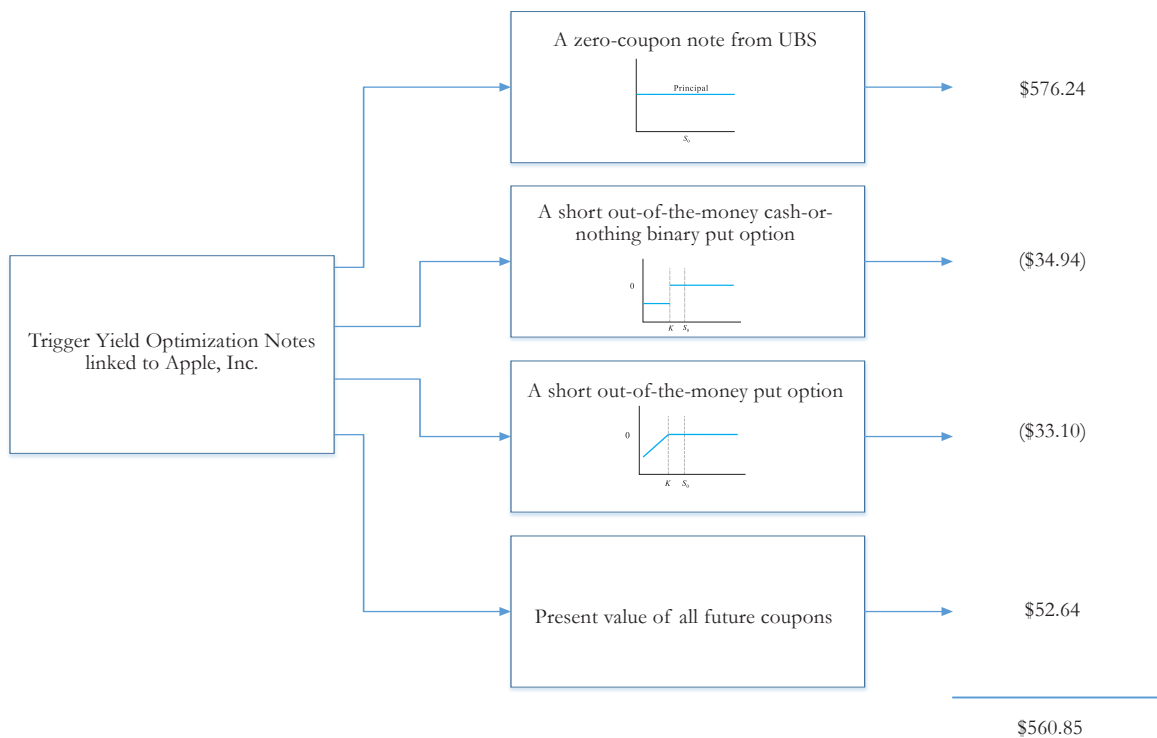 A zero-coupon note from UBS
Principal
S₀
$576.24
A short out-of-the-money cash-or-
nothing binary put option
0
K S₀
($34.94)
Trigger Yield Optimization Notes
linked to Apple, Inc.
A short out-of-the-money put option
0
K S₀
($33.10)
Present value of all future coupons
$52.64
$560.85